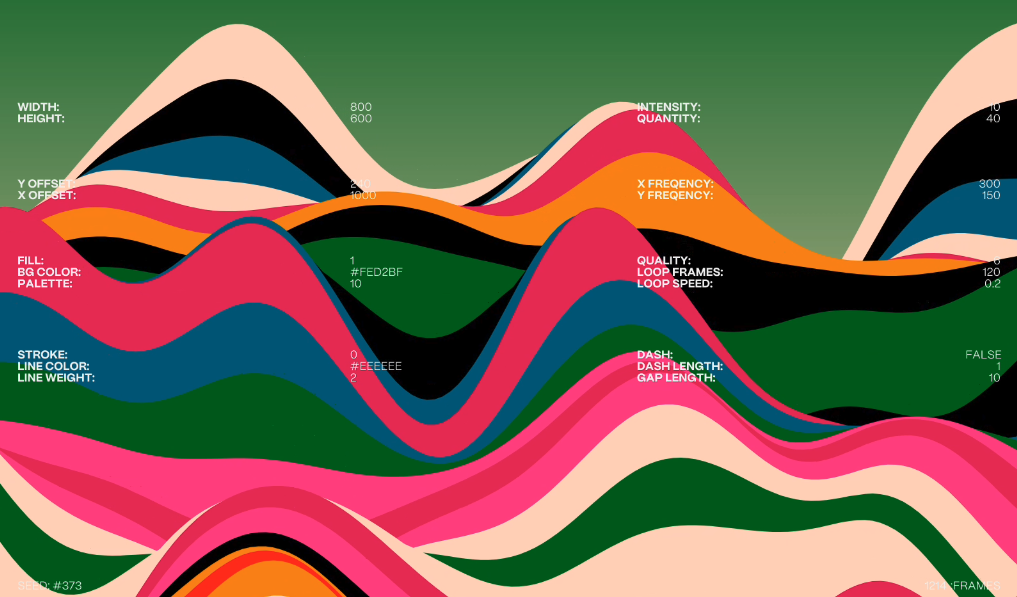 WIDTH: 800 INTENSITY: 10
HEIGHT: 600 QUANTITY: 40
Y OFFSET: X FREQENCY: 300
X OFFSET: 1000 Y FREQENCY: 150
FILL: 1 QUALITY: 6
BG COLOR: #FED2BF LOOP FRAMES: 120
PALETTE: 10 LOOP SPEED: 0.2
STROKE: 0 DASH: FALSE
LINE COLOR: #EEEEEE DASH LENGTH: 1
LINE WEIGHT: 2 GAP LENGTH: 10
SEED: #373 :FRAMES